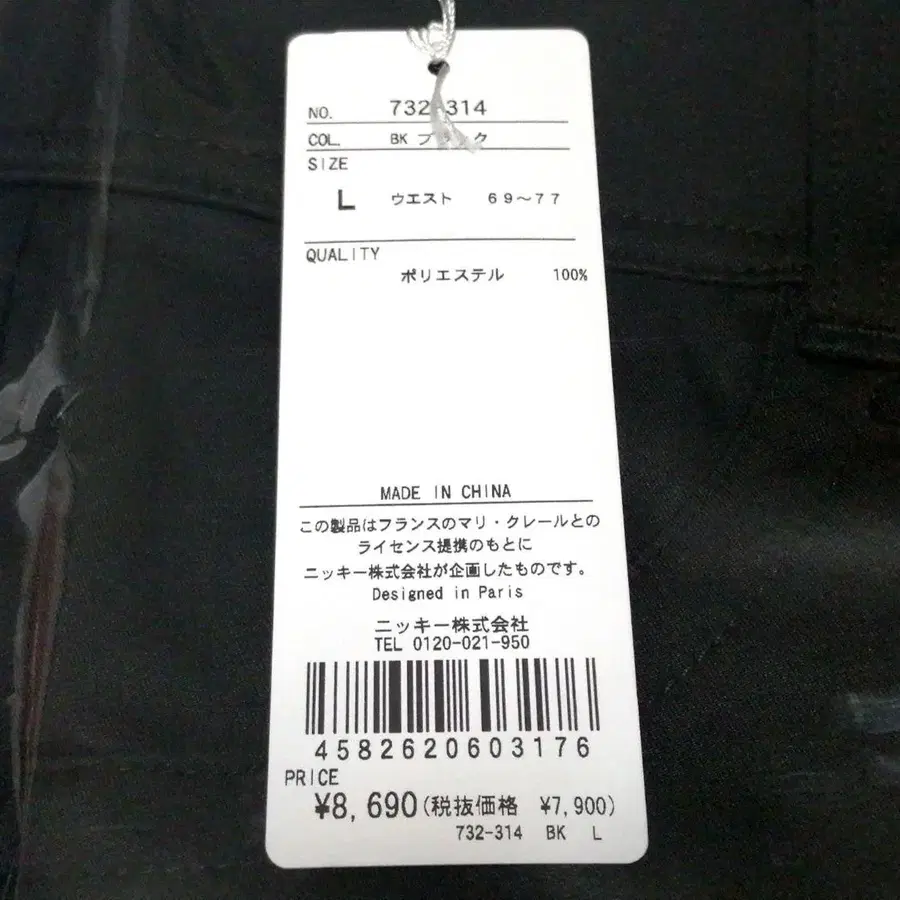 NO. 732-314
COL. BK ブラック
SIZE
L ウエスト 69〜77
QUALITY
ポリエステル 100%
MADE IN CHINA
この製品はフランスのマリ・クレールとの
ライセンス提携のもとに
ニッキー株式会社が企画したものです。
Designed in Paris
ニッキー株式会社
TEL 0120-021-950
4582620603176
PRICE
¥8,690(税抜価格 ¥7,900)
732-314 BK L